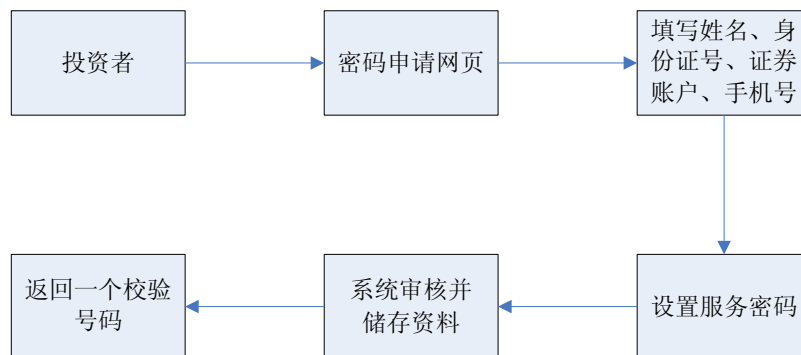 投资者
密码申请网页
填写姓名、身
份证号、证券
账户、手机号
设置服务密码
系统审核并
储存资料
返回一个校验
号码